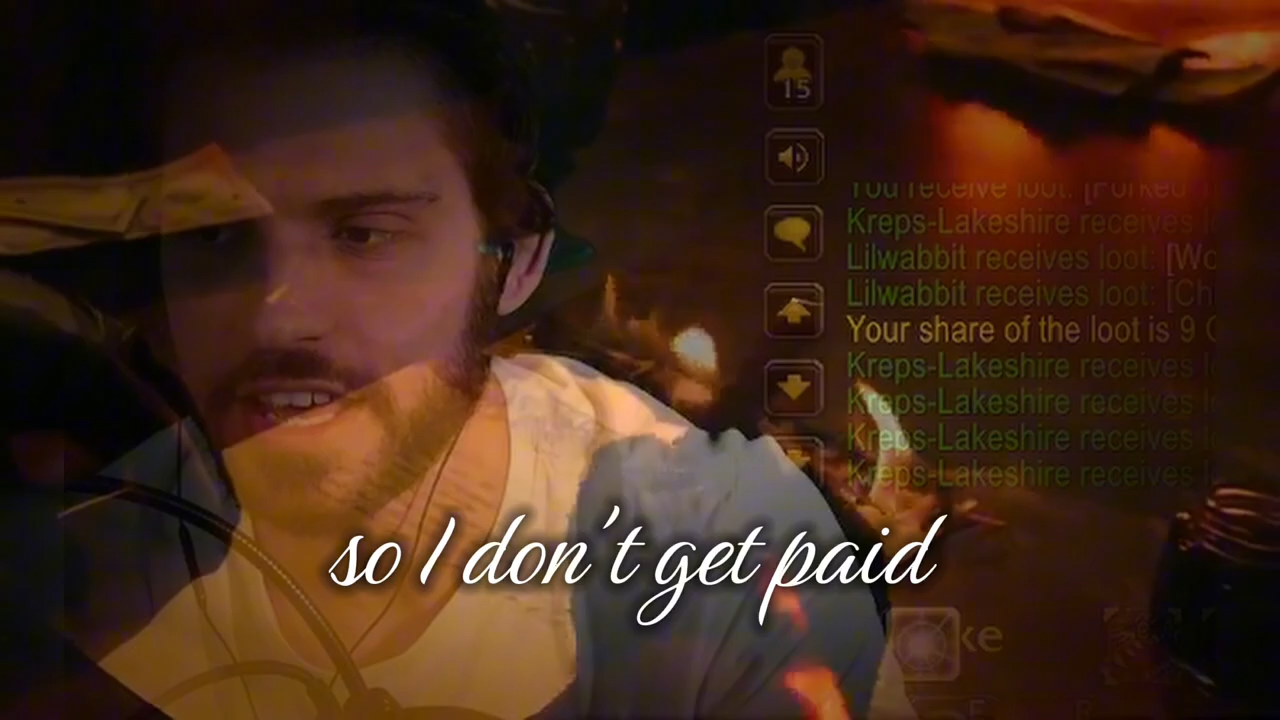 15
You receive loot: [Forked
Kreps-Lakeshire receives
Lilwabbit receives loot: [Wo
Lilwabbit receives loot: [Ch
Your share of the loot is 9
Kreps-Lakeshire receives
Kreps-Lakeshire receives
Kreps-Lakeshire receives
Kreps-Lakeshire receives
so I don't get paid
ke